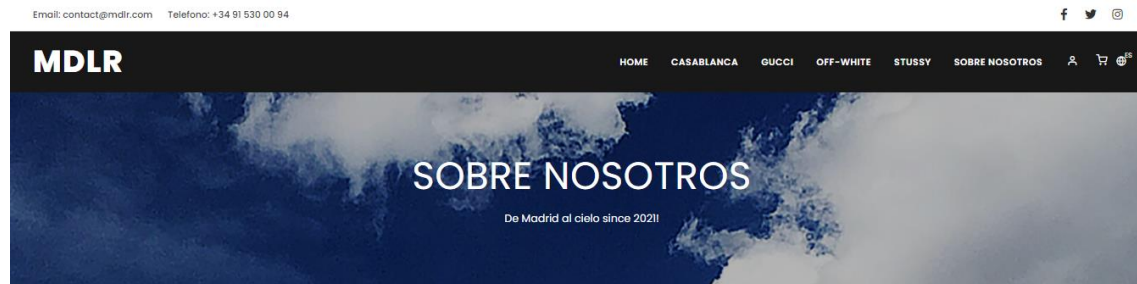 Email: contact@mdlr.com Telefono: +34 91 530 00 94
MDLR HOME CASABLANCA GUCCI OFF-WHITE STUSSY SOBRE NOSOTROS ES
SOBRE NOSOTROS
De Madrid al cielo since 2021!